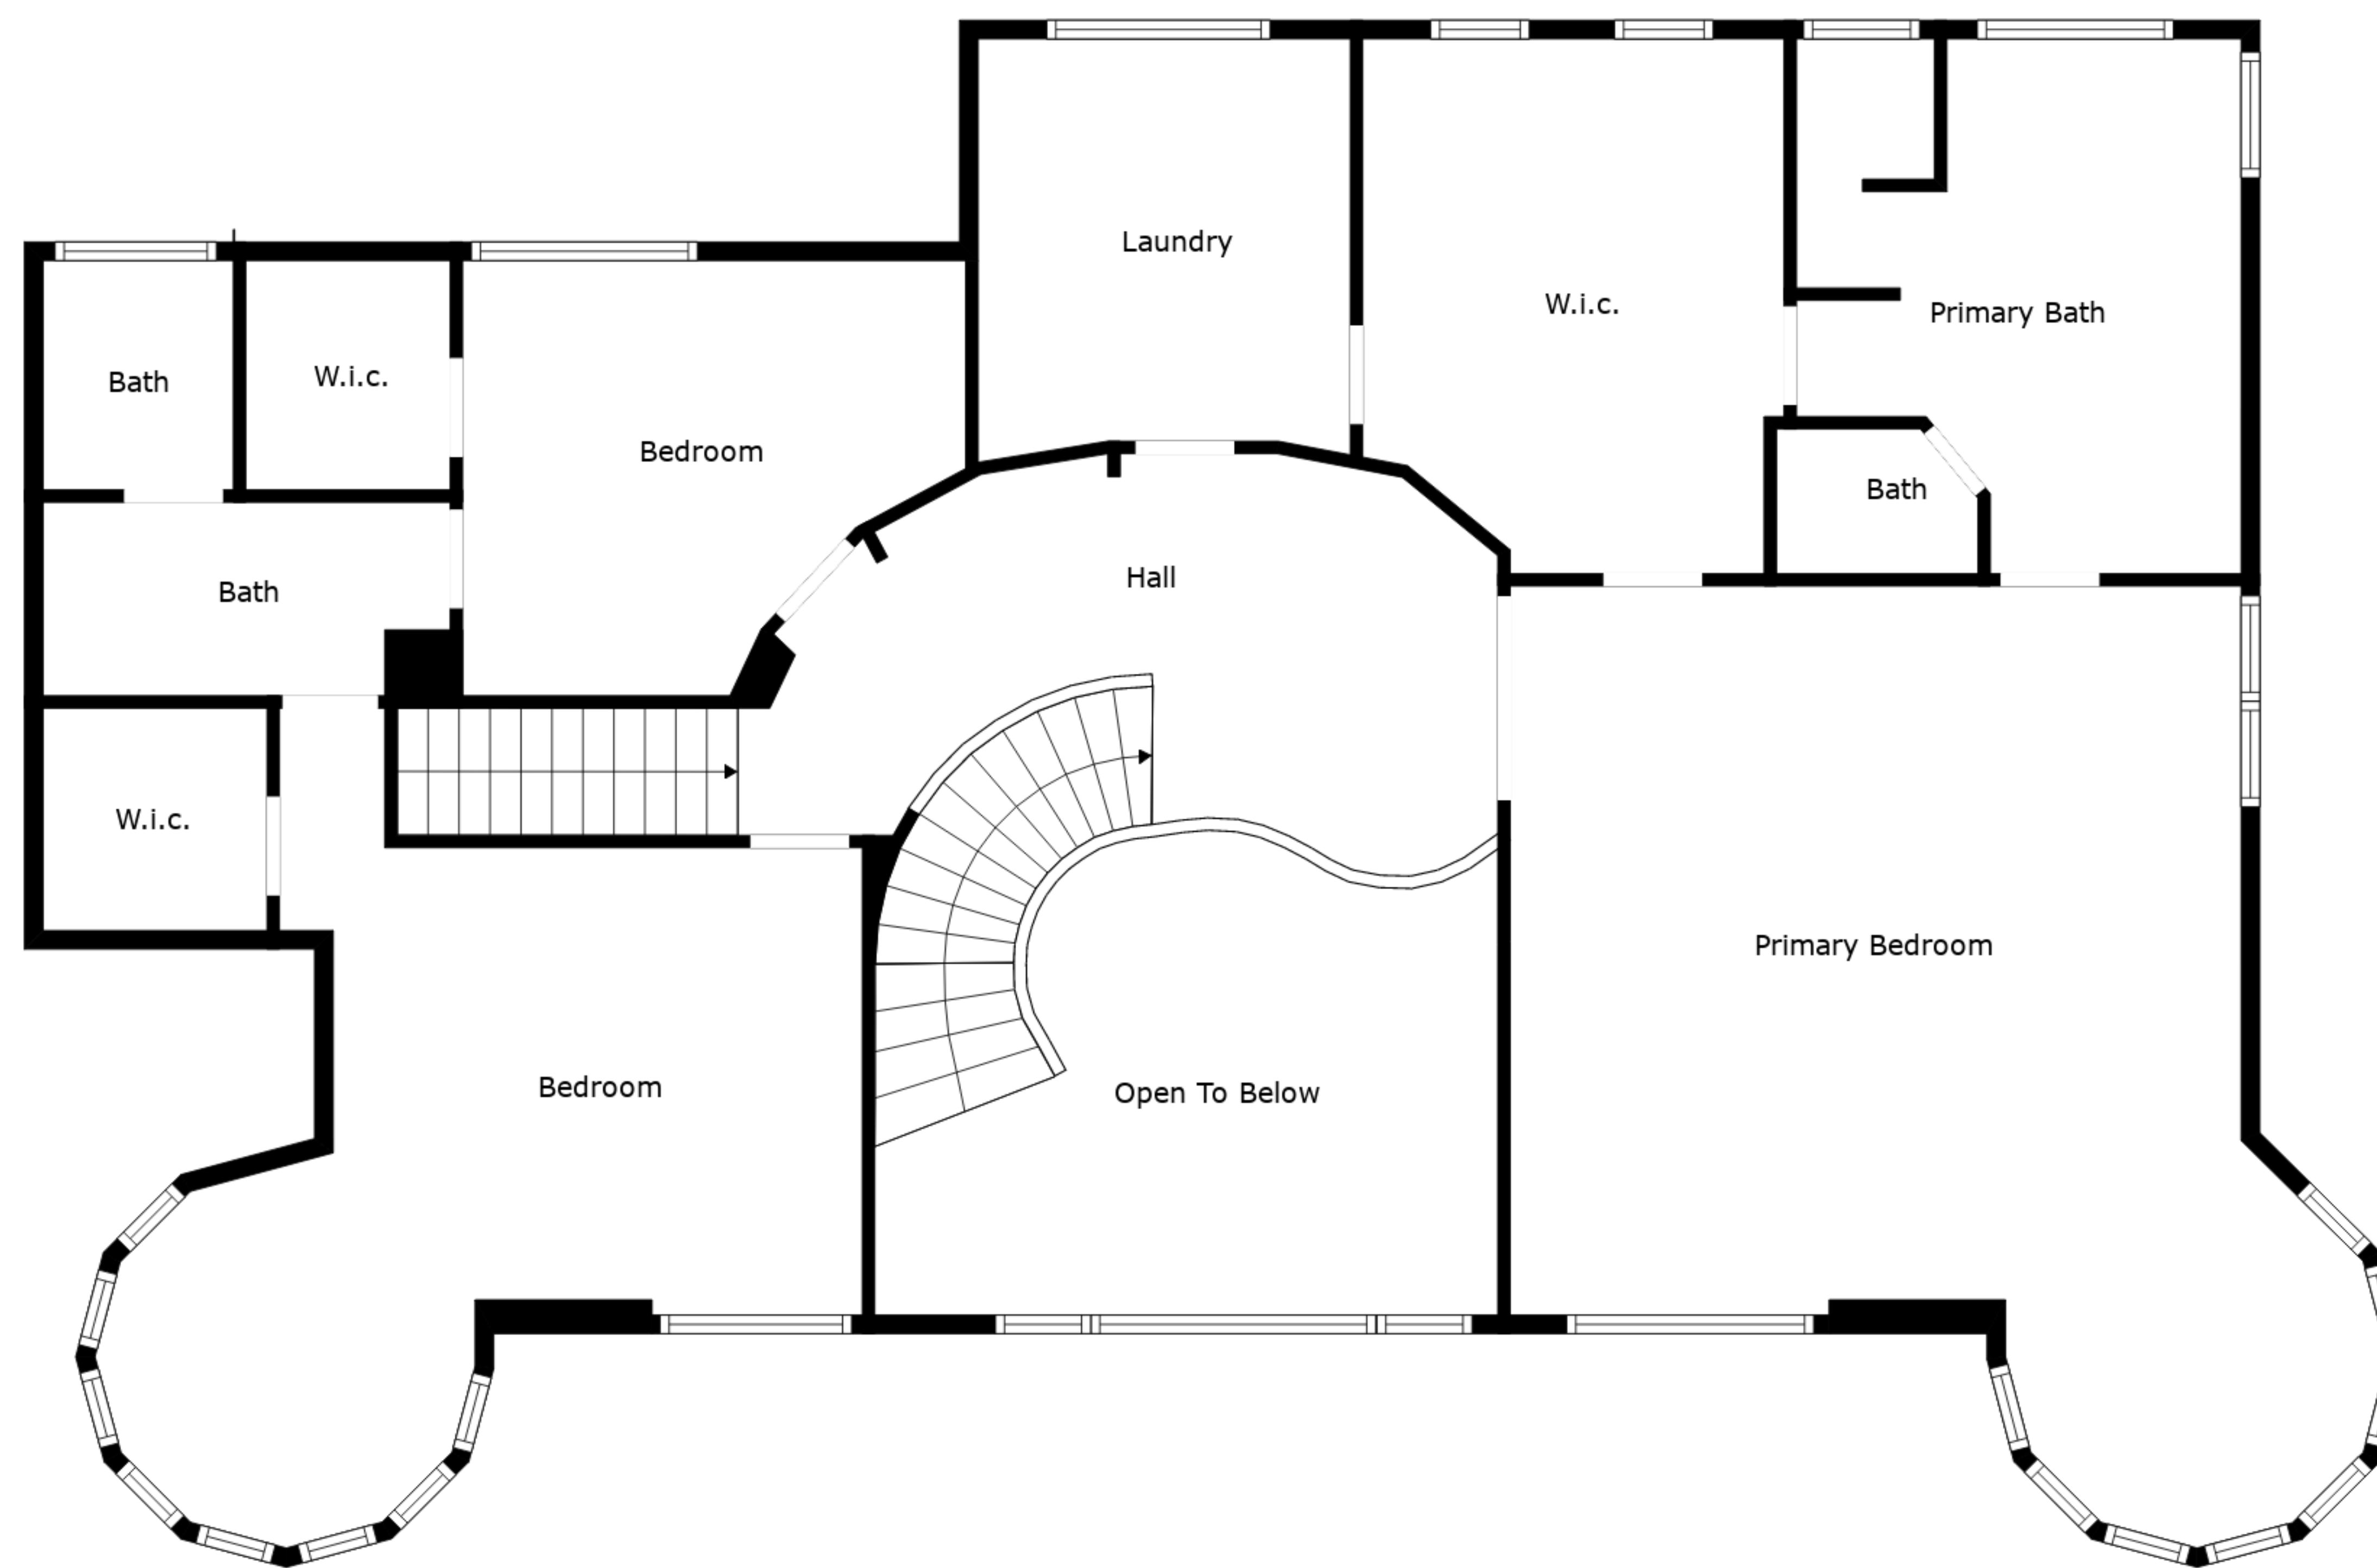 Laundry
W.i.c.
Primary Bath
Bath
W.i.c.
Bedroom
Bath
Hall
Bath
W.i.c.
Primary Bedroom
Bedroom
Open To Below